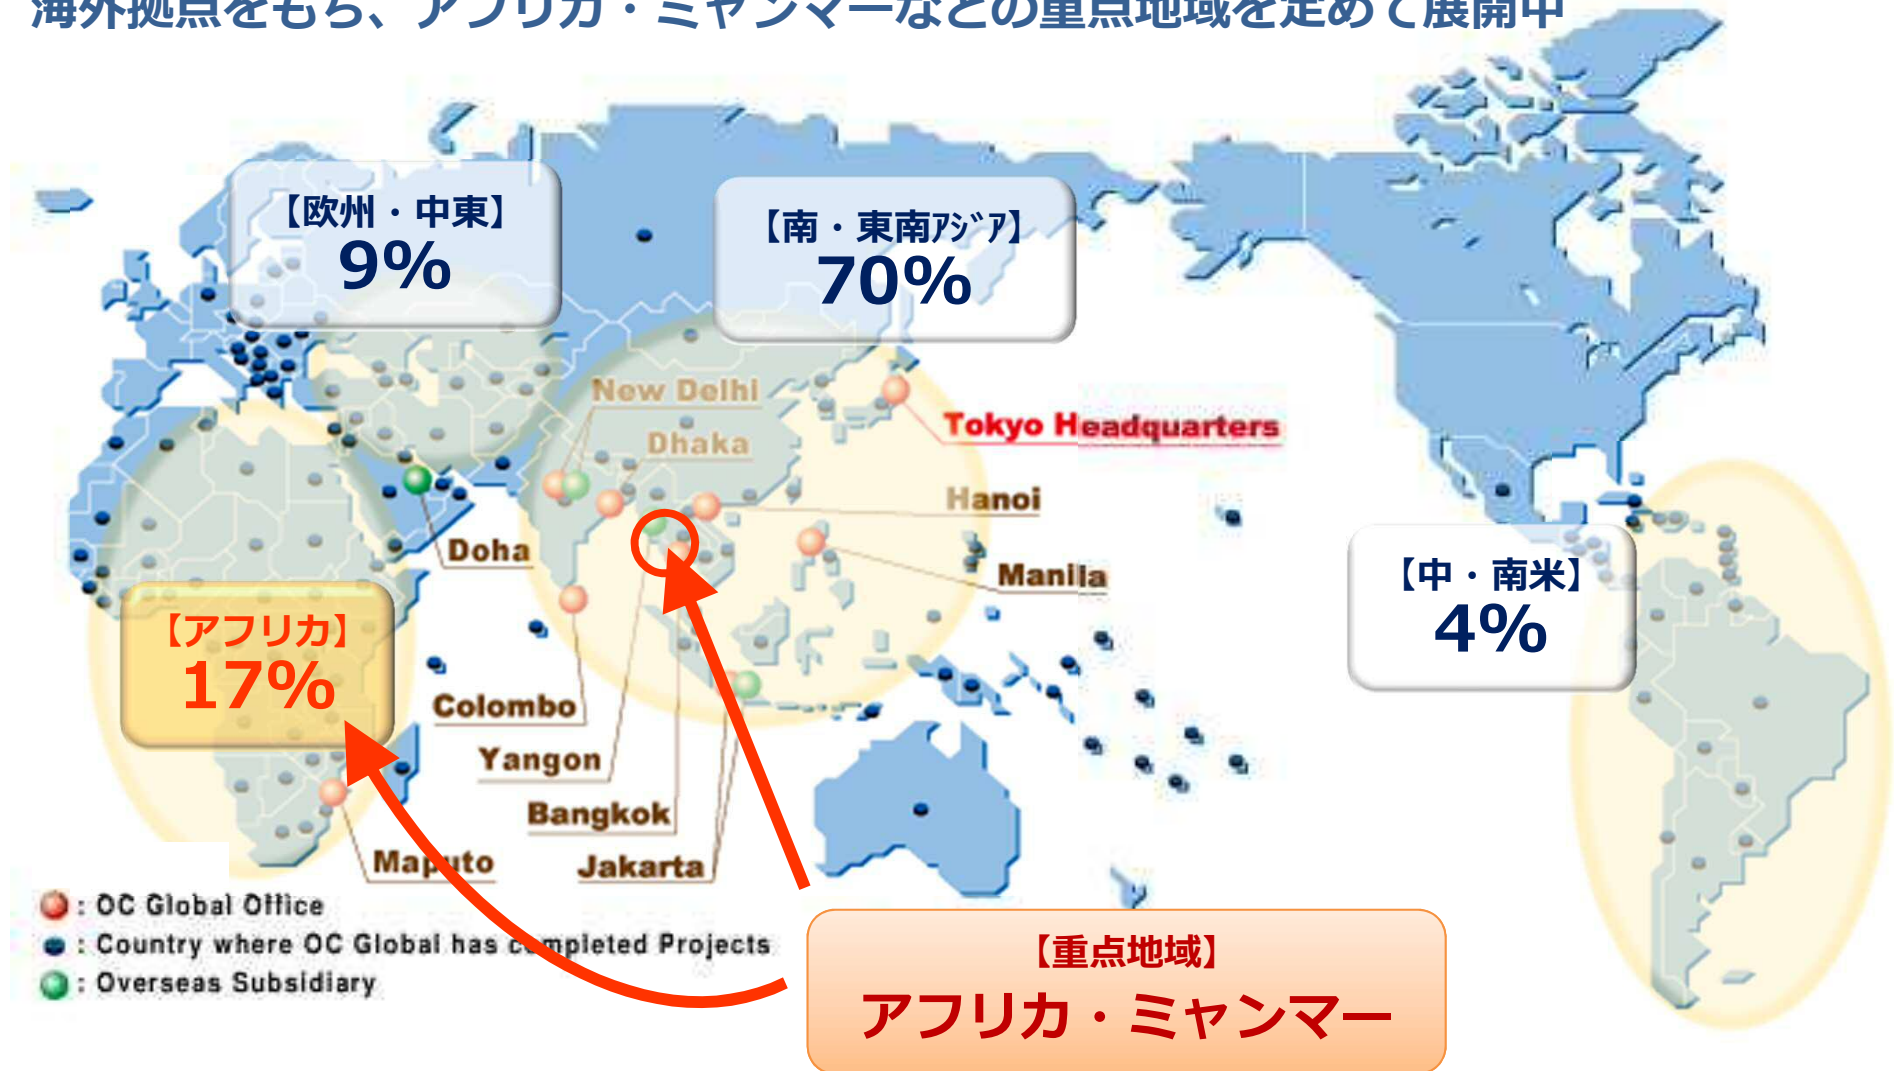 海外拠点をもち、アフリカ・ミャンマーなどの重点地域を定めて展開中
【欧州・中東】
9%
【南・東南ｱｼﾞｱ】
70%
New Delhi
Dhaka
Tokyo Headquarters
Hanoi
Doha
Manila
【中・南米】
4%
【アフリカ】
17%
Colombo
Yangon
Bangkok
Maputo
Jakarta
: OC Global Office
: Country where OC Global has completed Projects
: Overseas Subsidiary
【重点地域】
アフリカ・ミャンマー